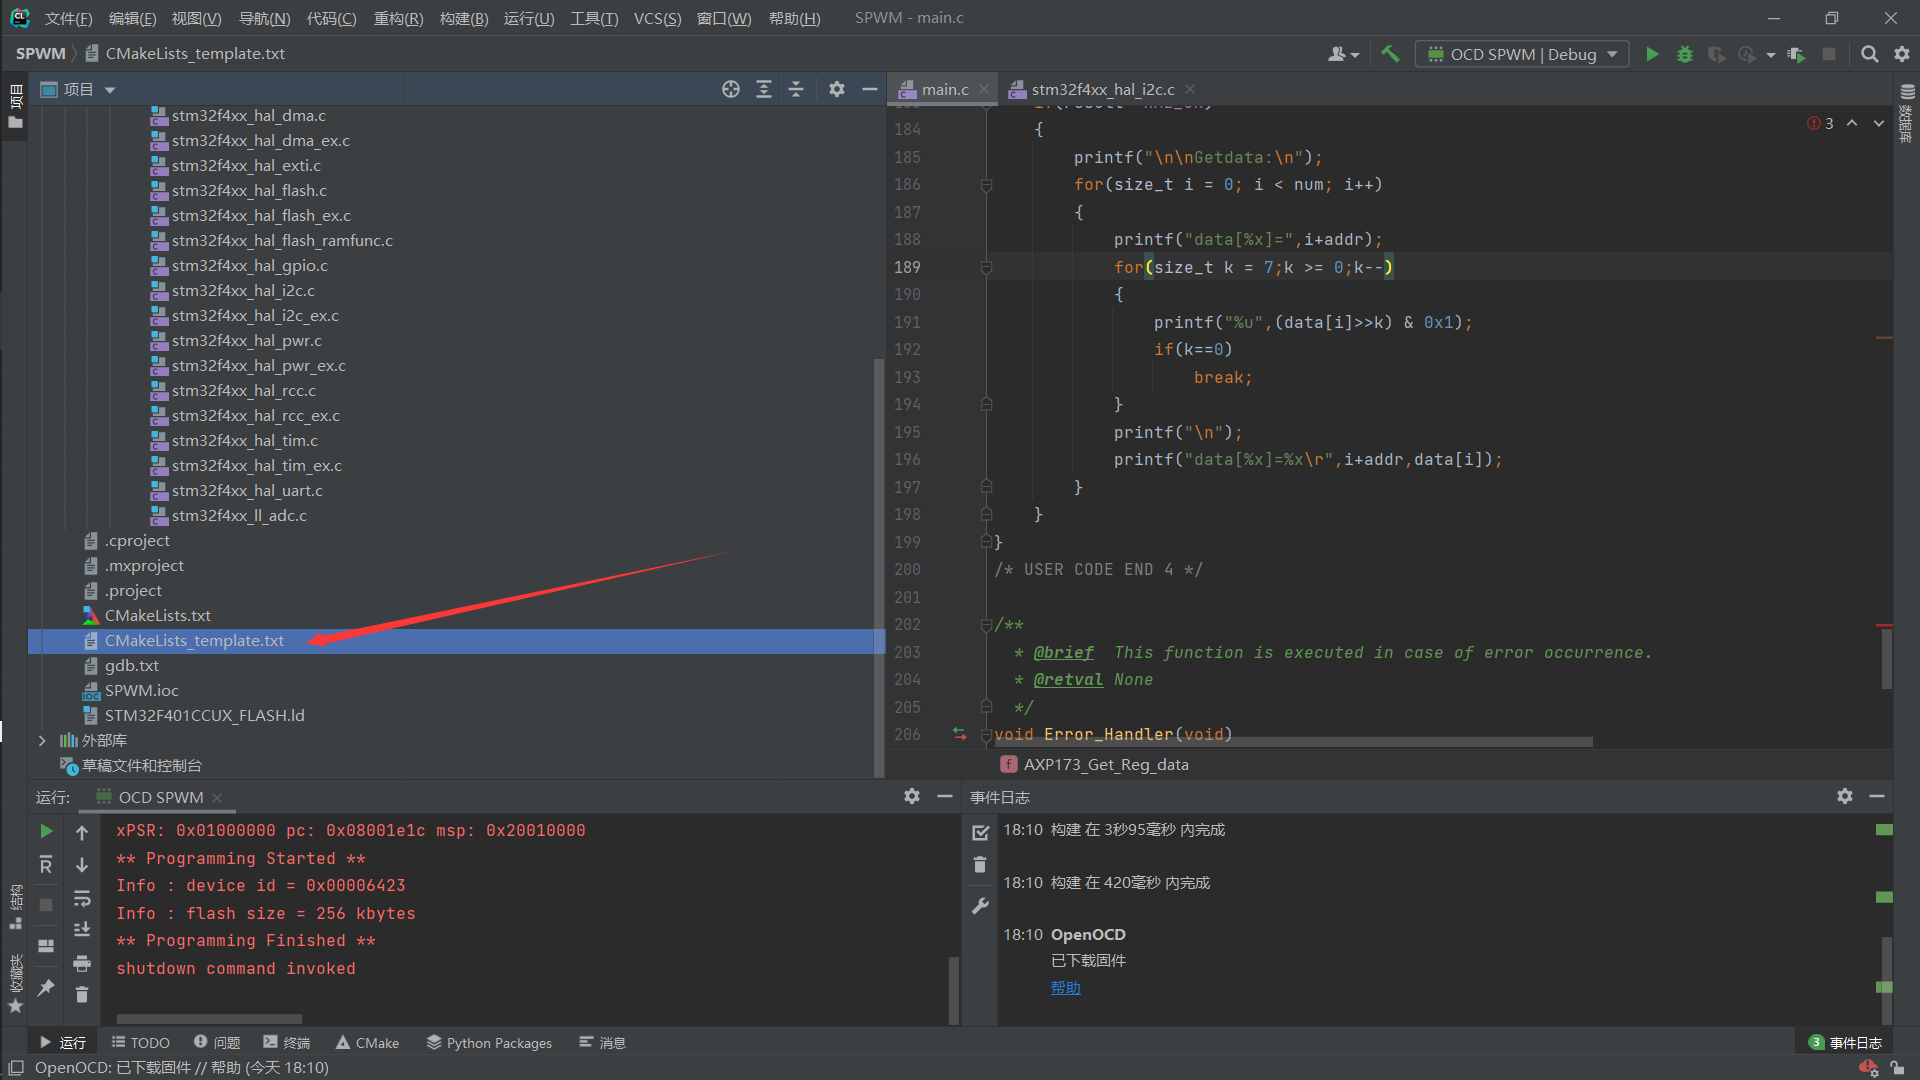 文件(F) 编辑(E) 视图(V) 导航(N) 代码(C) 重构(R) 构建(B) 运行(U) 工具(T) VCS(S) 窗口(W) 帮助(H) SPWM - main.c
SPWM CMakeLists_template.txt OCD SPWM | Debug
项目
项目
stm32f4xx_hal_dma.c
stm32f4xx_hal_dma_ex.c
stm32f4xx_hal_exti.c
stm32f4xx_hal_flash.c
stm32f4xx_hal_flash_ex.c
stm32f4xx_hal_flash_ramfunc.c
stm32f4xx_hal_gpio.c
stm32f4xx_hal_i2c.c
stm32f4xx_hal_i2c_ex.c
stm32f4xx_hal_pwr.c
stm32f4xx_hal_pwr_ex.c
stm32f4xx_hal_rcc.c
stm32f4xx_hal_rcc_ex.c
stm32f4xx_hal_tim.c
stm32f4xx_hal_tim_ex.c
stm32f4xx_hal_uart.c
stm32f4xx_ll_adc.c
.cproject
.mxproject
.project
CMakeLists.txt
CMakeLists_template.txt
gdb.txt
SPWM.ioc
STM32F401CCUX_FLASH.ld
外部库
草稿文件和控制台
main.c stm32f4xx_hal_i2c.c
3
数据库
184 {
185 printf("\n\nGetdata:\n");
186 for(size_t i = 0; i < num; i++)
187 {
188 printf("data[%x]=",i+addr);
189 for(size_t k = 7;k >= 0;k--)
190 {
191 printf("%u",(data[i]>>k) & 0x1);
192 if(k==0)
193 break;
194 }
195 printf("\n");
196 printf("data[%x]=%x\r",i+addr,data[i]);
197 }
198 }
199 }
200 /* USER CODE END 4 */
201
202 /**
203 * @brief This function is executed in case of error occurrence.
204 * @retval None
205 */
206 void Error_Handler(void)
f AXP173_Get_Reg_data
运行: OCD SPWM
xPSR: 0x01000000 pc: 0x08001e1c msp: 0x20010000
** Programming Started **
Info : device id = 0x00006423
Info : flash size = 256 kbytes
** Programming Finished **
shutdown command invoked
结构
收藏夹
事件日志
18:10 构建 在 3秒95毫秒 内完成
18:10 构建 在 420毫秒 内完成
18:10 OpenOCD
已下载固件
帮助
运行 TODO 问题 终端 CMake Python Packages 消息 3 事件日志
OpenOCD: 已下载固件 // 帮助 (今天 18:10)